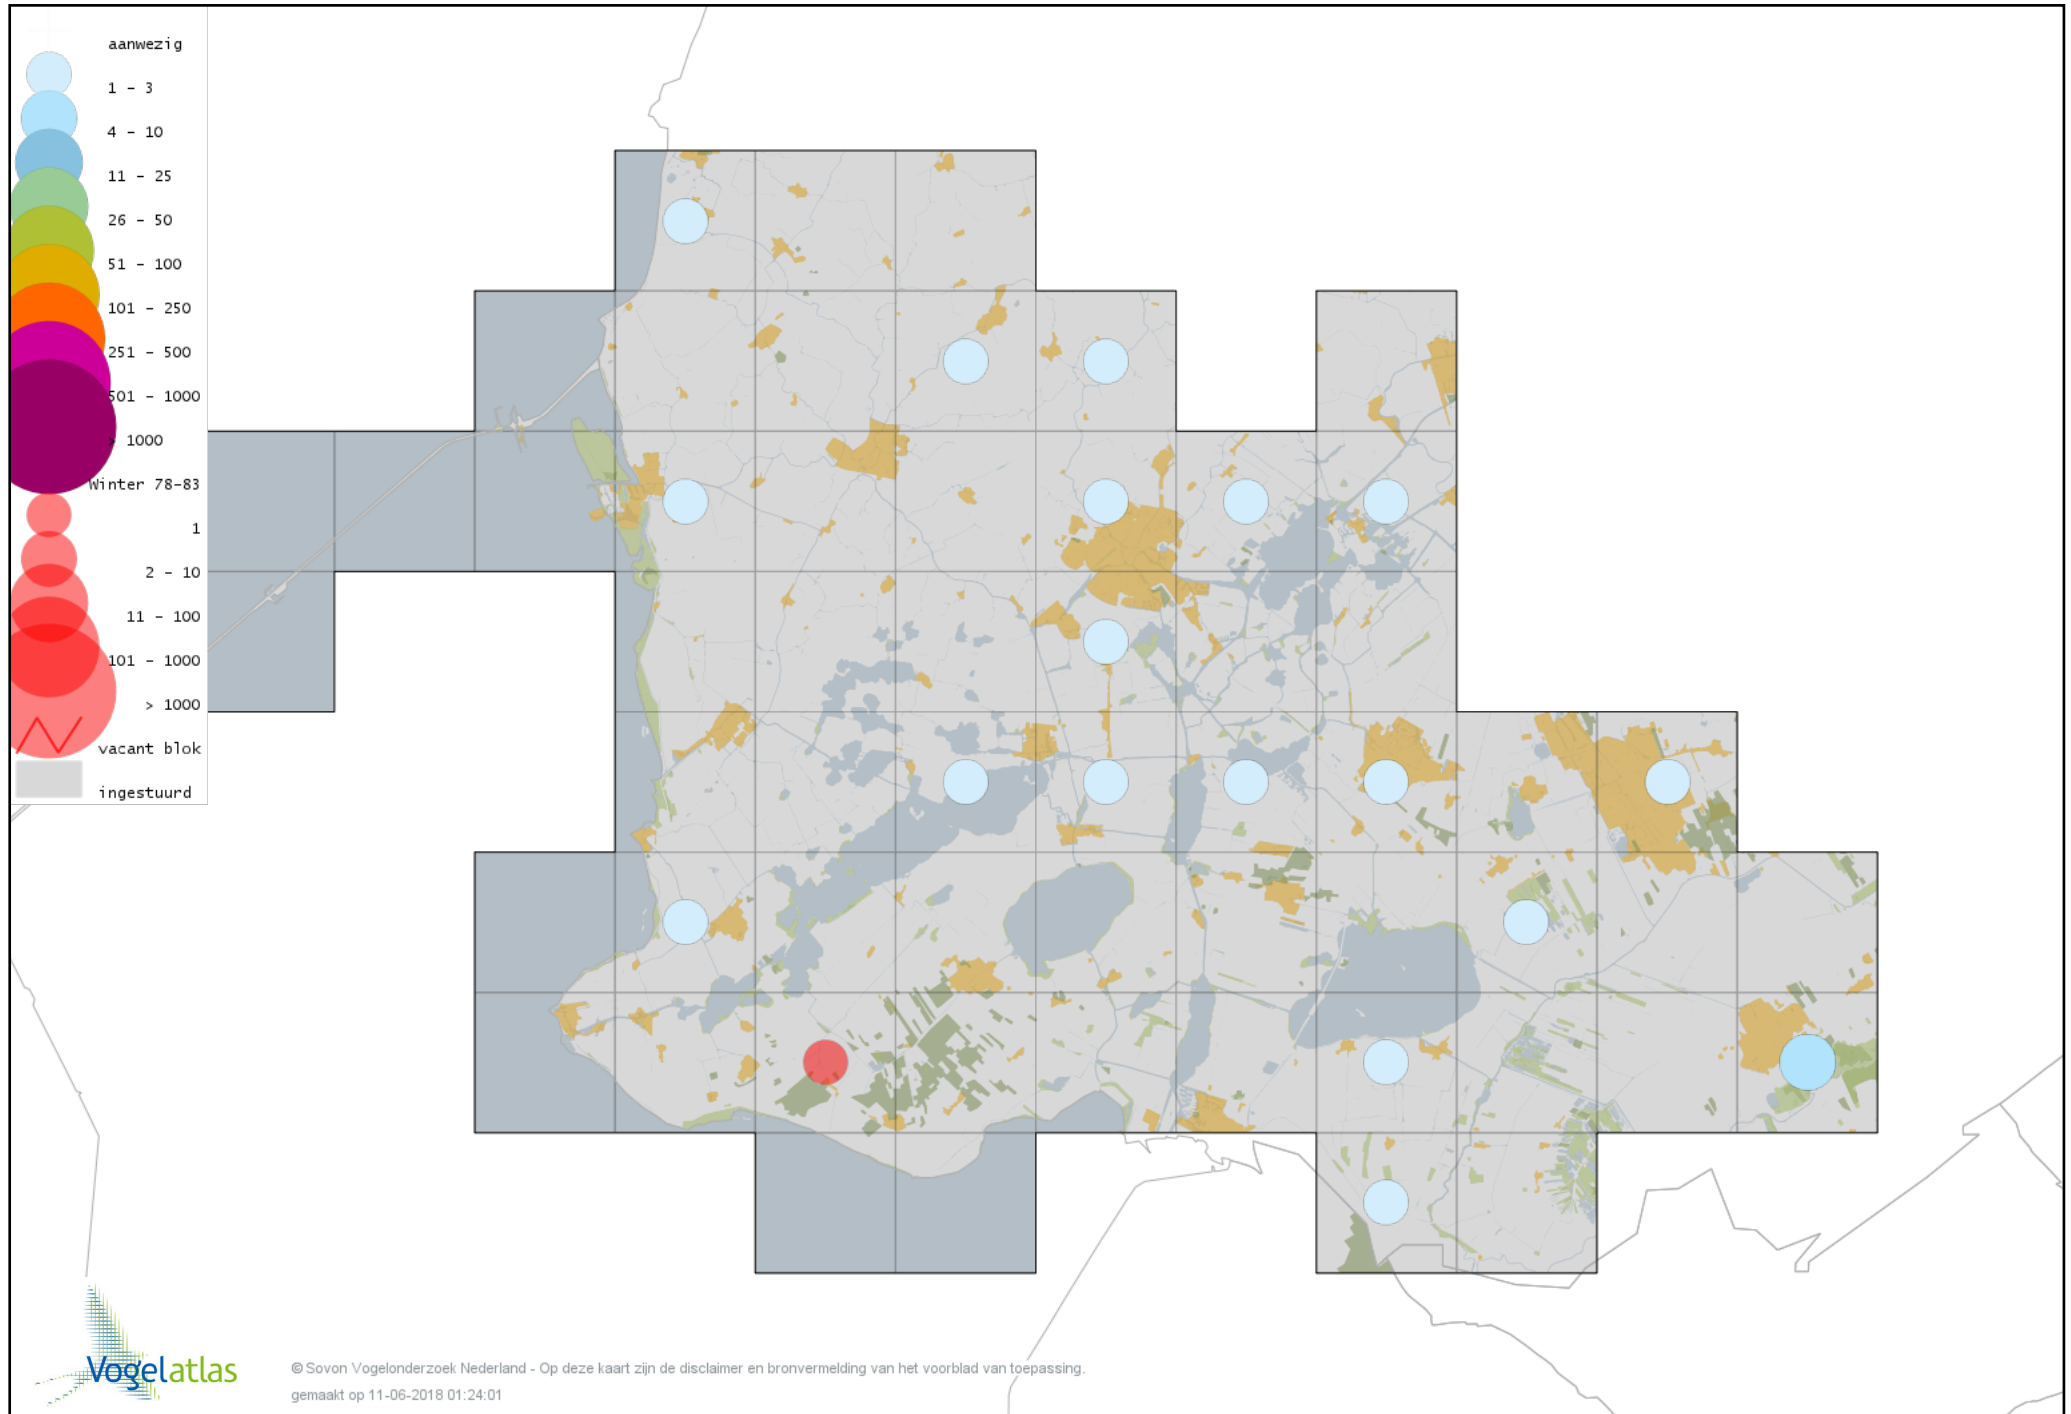 aanwezig
1 - 3
4 - 10
11 - 25
26 - 50
51 - 100
101 - 250
251 - 500
501 - 1000
> 1000
Winter 78-83
1
2 - 10
11 - 100
101 - 1000
> 1000
vacant blok
ingestuurd
Vogelatlas
© Sovon Vogelonderzoek Nederland - Op deze kaart zijn de disclaimer en bronvermelding van het voorblad van toepassing.
gemaakt op 11-06-2018 01:24:01